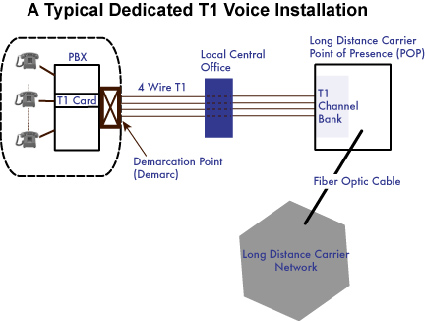 A Typical Dedicated T1 Voice Installation
PBX
T1 Card
4 Wire T1
Demarcation Point
(Demarc)
Local Central
Office
Long Distance Carrier
Point of Presence (POP)
T1
Channel
Bank
Fiber Optic Cable
Long Distance Carrier
Network